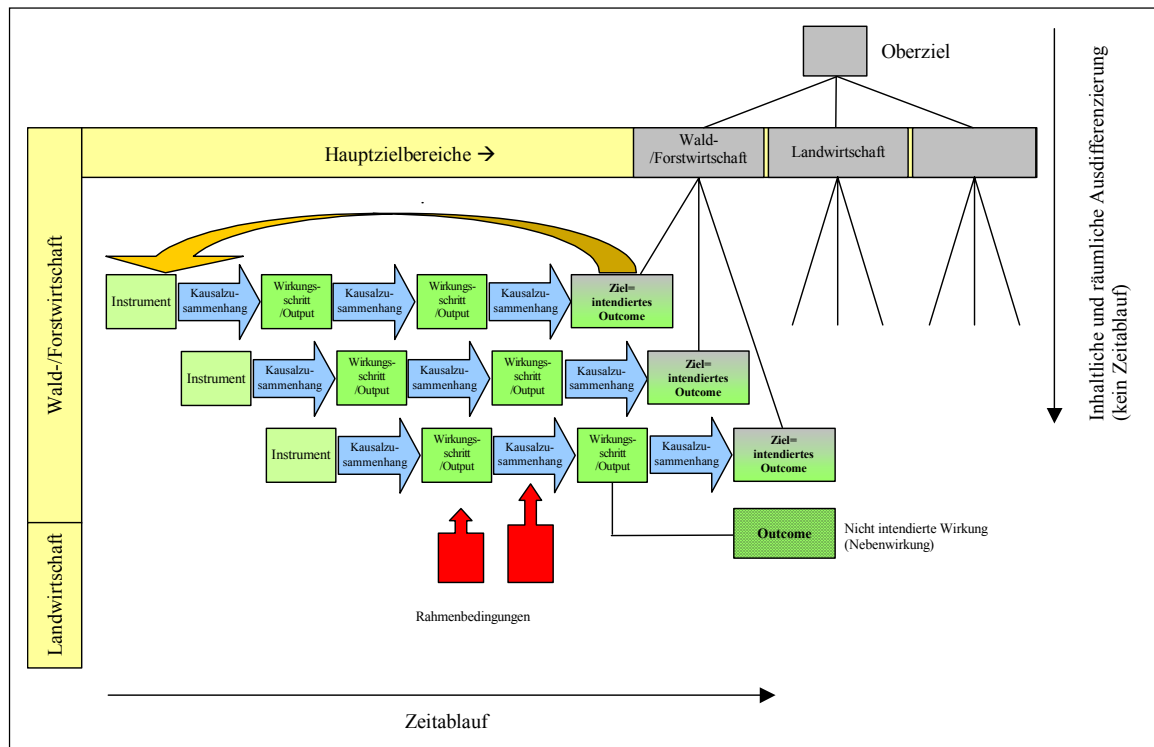 Oberziel
Inhaltliche und räumliche Ausdifferenzierung
(kein Zeitablauf)
Hauptzielbereiche →
Wald-
/Forstwirtschaft
Landwirtschaft
Wald-/Forstwirtschaft
Landwirtschaft
Instrument
Kausalzu-
sammenhang
Wirkungs-
schritt
/Output
Kausalzu-
sammenhang
Wirkungs-
schritt
/Output
Kausalzu-
sammenhang
Ziel=
intendiertes
Outcome
Instrument
Kausalzu-
sammenhang
Wirkungs-
schritt
/Output
Kausalzu-
sammenhang
Wirkungs-
schritt
/Output
Kausalzu-
sammenhang
Ziel=
intendiertes
Outcome
Instrument
Kausalzu-
sammenhang
Wirkungs-
schritt
/Output
Kausalzu-
sammenhang
Wirkungs-
schritt
/Output
Kausalzu-
sammenhang
Ziel=
intendiertes
Outcome
Outcome
Nicht intendierte Wirkung
(Nebenwirkung)
Rahmenbedingungen
Zeitablauf